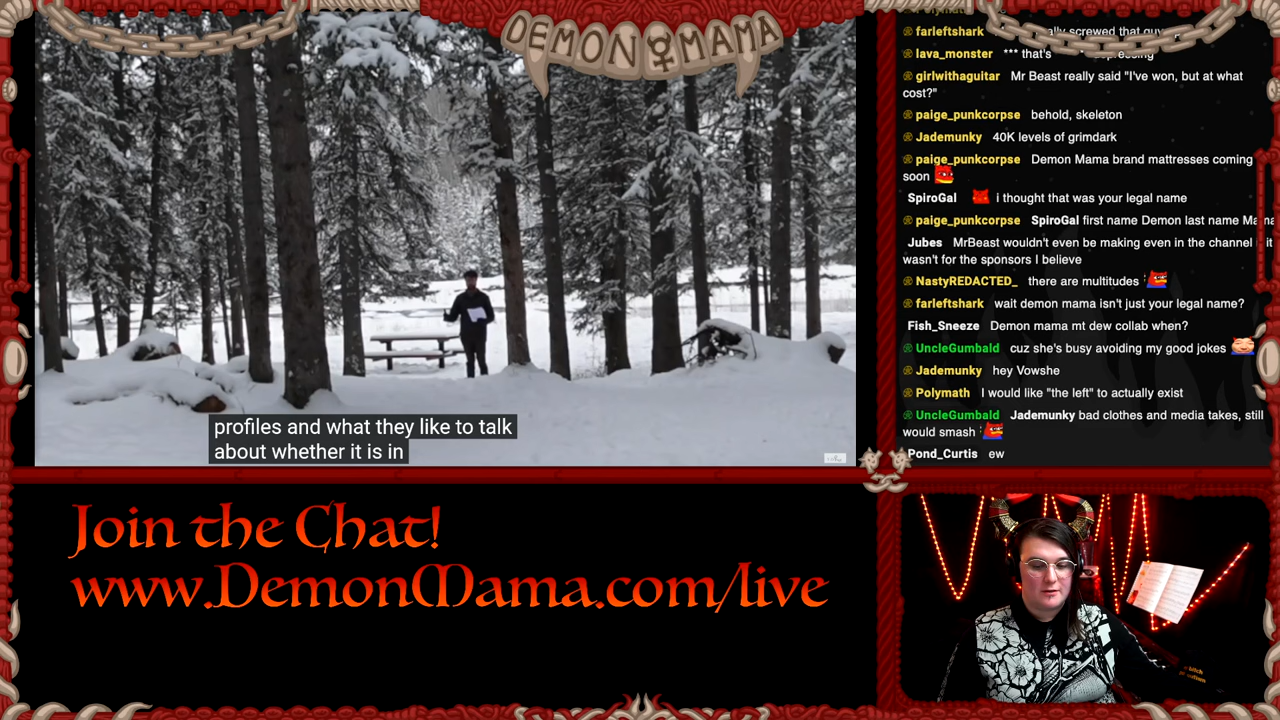 DEMON MAMA
profiles and what they like to talk
about whether it is in
Join the Chat!
www.DemonMama.com/live
farleftshark screwed that guy
lava_monster *** that's
girlwithaguitar Mr Beast really said "I've won, but at what
cost?"
paige_punkcorpse behold, skeleton
Jademunky 40K levels of grimdark
paige_punkcorpse Demon Mama brand mattresses coming
soon
SpiroGal i thought that was your legal name
paige_punkcorpse SpiroGal first name Demon last name Mama
Jubes MrBeast wouldn't even be making even in the channel if it
wasn't for the sponsors I believe
NastyREDACTED_ there are multitudes
farleftshark wait demon mama isn't just your legal name?
Fish_Sneeze Demon mama mt dew collab when?
UncleGumbald cuz she's busy avoiding my good jokes
Jademunky hey Vowshe
Polymath I would like "the left" to actually exist
UncleGumbald Jademunky bad clothes and media takes, still
would smash
Pond_Curtis ew